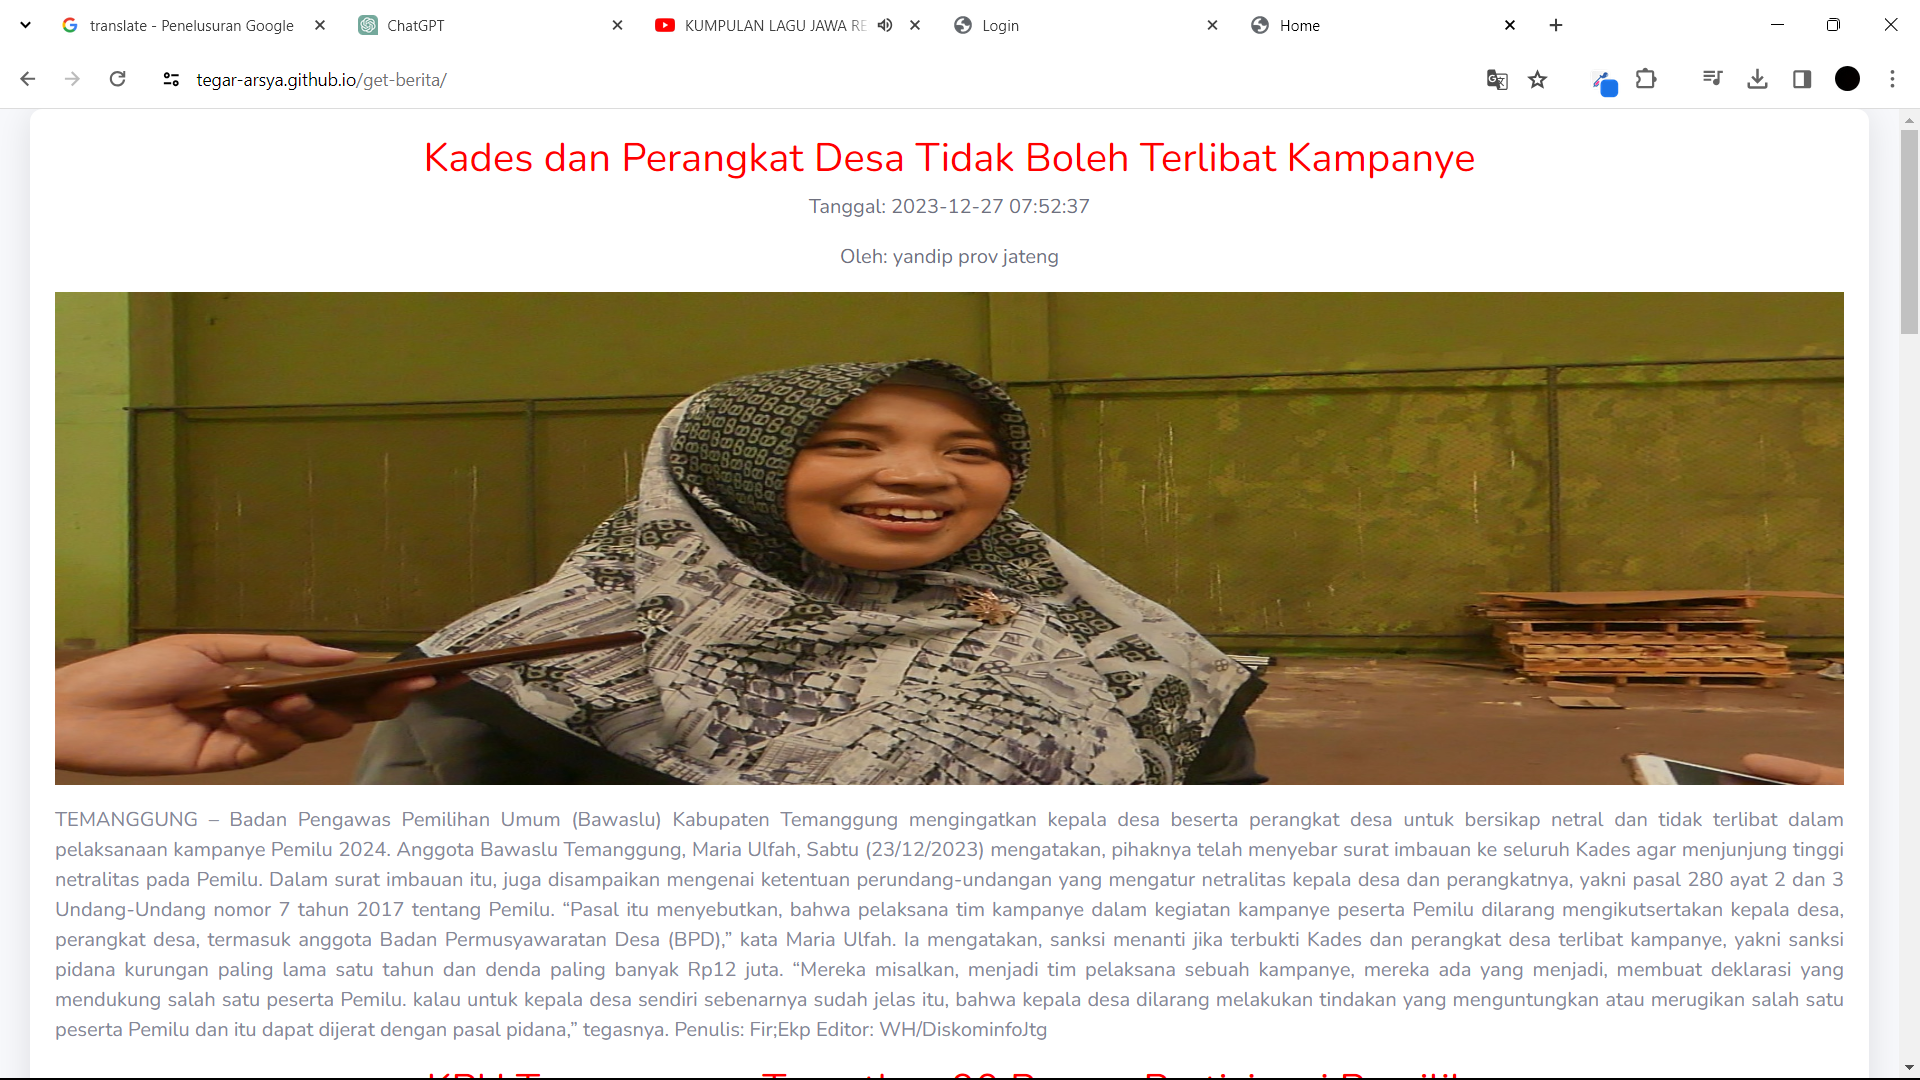 translate - Penelusuran Google
ChatGPT
KUMPULAN LAGU JAWA RE
Login
Home
tegar-arsya.github.io/get-berita/
Kades dan Perangkat Desa Tidak Boleh Terlibat Kampanye
Tanggal: 2023-12-27 07:52:37
Oleh: yandip prov jateng
TEMANGGUNG – Badan Pengawas Pemilihan Umum (Bawaslu) Kabupaten Temanggung mengingatkan kepala desa beserta perangkat desa untuk bersikap netral dan tidak terlibat dalam
pelaksanaan kampanye Pemilu 2024. Anggota Bawaslu Temanggung, Maria Ulfah, Sabtu (23/12/2023) mengatakan, pihaknya telah menyebar surat imbauan ke seluruh Kades agar menjunjung tinggi
netralitas pada Pemilu. Dalam surat imbauan itu, juga disampaikan mengenai ketentuan perundang-undangan yang mengatur netralitas kepala desa dan perangkatnya, yakni pasal 280 ayat 2 dan 3
Undang-Undang nomor 7 tahun 2017 tentang Pemilu. “Pasal itu menyebutkan, bahwa pelaksana tim kampanye dalam kegiatan kampanye peserta Pemilu dilarang mengikutsertakan kepala desa,
perangkat desa, termasuk anggota Badan Permusyawaratan Desa (BPD),” kata Maria Ulfah. Ia mengatakan, sanksi menanti jika terbukti Kades dan perangkat desa terlibat kampanye, yakni sanksi
pidana kurungan paling lama satu tahun dan denda paling banyak Rp12 juta. “Mereka misalkan, menjadi tim pelaksana sebuah kampanye, mereka ada yang menjadi, membuat deklarasi yang
mendukung salah satu peserta Pemilu. kalau untuk kepala desa sendiri sebenarnya sudah jelas itu, bahwa kepala desa dilarang melakukan tindakan yang menguntungkan atau merugikan salah satu
peserta Pemilu dan itu dapat dijerat dengan pasal pidana,” tegasnya. Penulis: Fir;Ekp Editor: WH/DiskominfoJtg